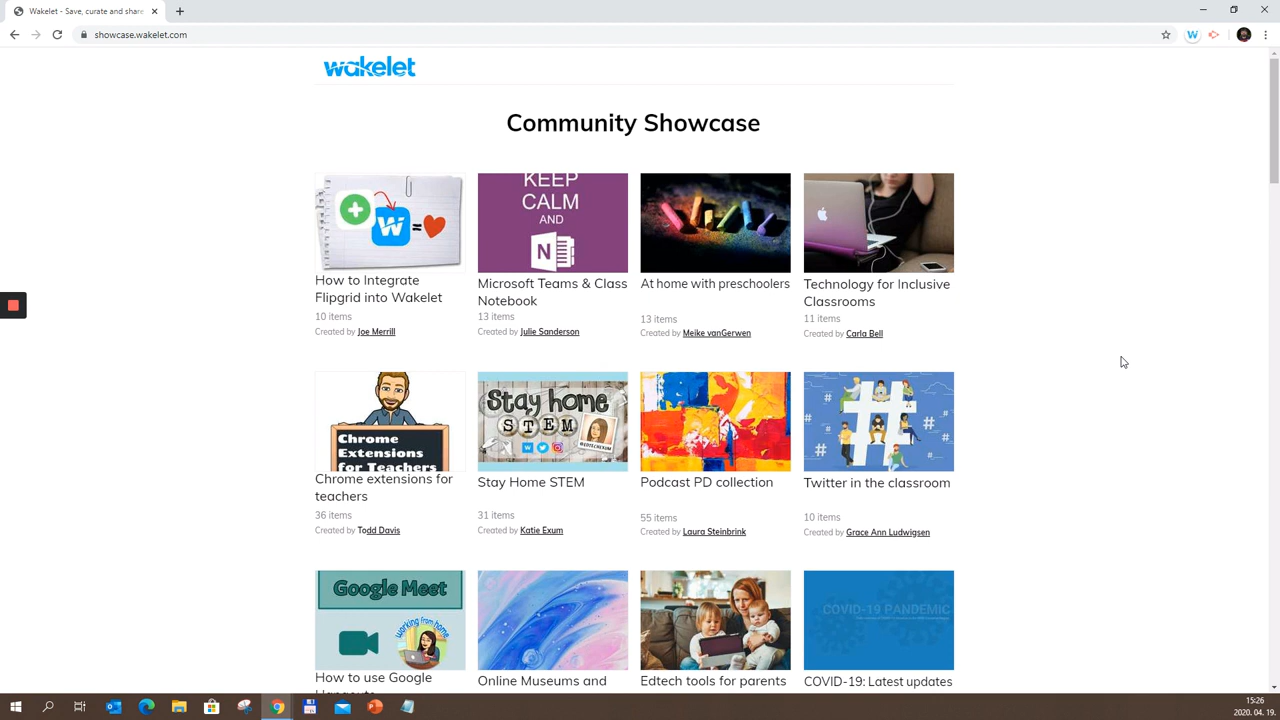 Wakelet - Save, curate and share
showcase.wakelet.com
W
wakelet
Community Showcase
W
KEEP
CALM
AND
N
How to Integrate
Flipgrid into Wakelet
10 items
Created by Joe Merrill
Microsoft Teams & Class
Notebook
13 items
Created by Julie Sanderson
At home with preschoolers
13 items
Created by Meike vanGerwen
Technology for Inclusive
Classrooms
11 items
Created by Carla Bell
Chrome
Extensions
for Teachers
Stay home
STEM
@EDTECHEXUM
Chrome extensions for
teachers
36 items
Created by Todd Davis
Stay Home STEM
31 items
Created by Katie Exum
Podcast PD collection
55 items
Created by Laura Steinbrink
Twitter in the classroom
10 items
Created by Grace Ann Ludwigsen
Google Meet
working from home
COVID-19 PANDEMIC
How to use Google
Hangouts
Online Museums and
Edtech tools for parents
COVID-19: Latest updates
15:26
2020. 04. 19.